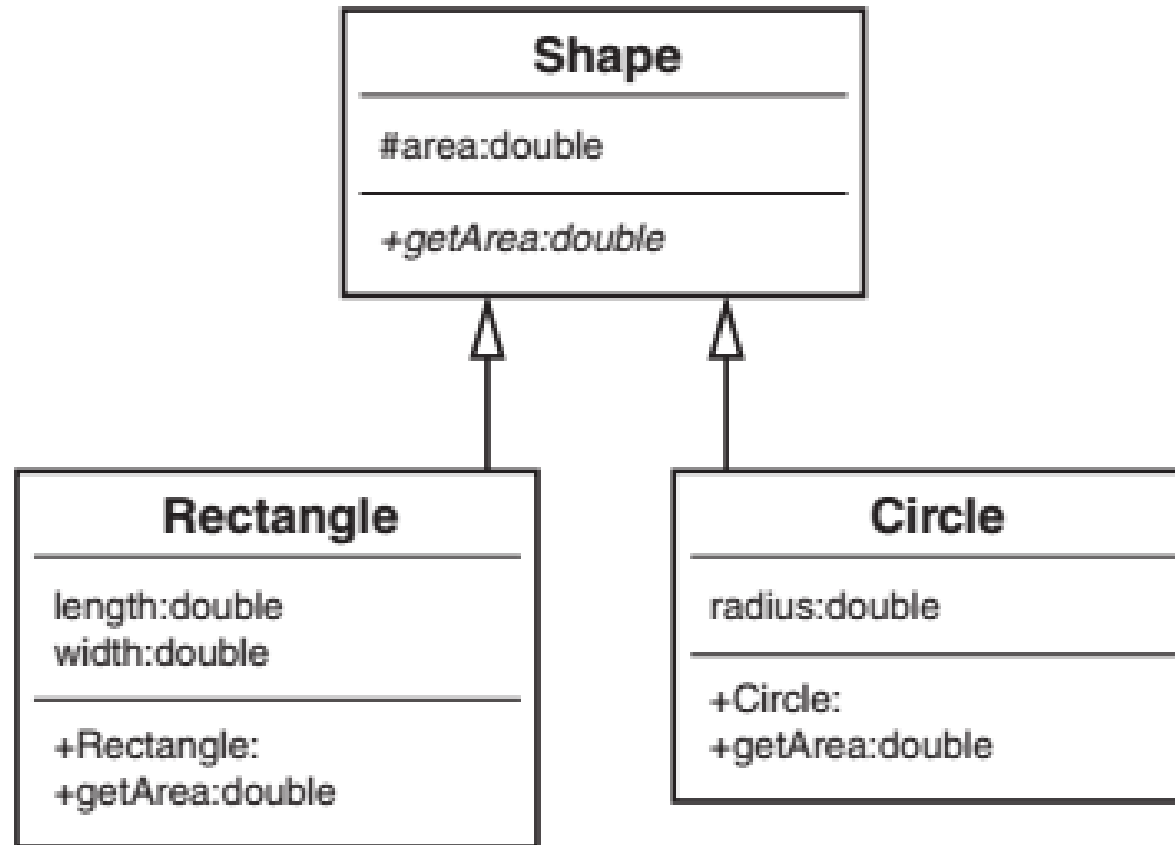 Shape
#area:double
+getArea:double
Rectangle
length:double
width:double
+Rectangle:
+getArea:double
Circle
radius:double
+Circle:
+getArea:double